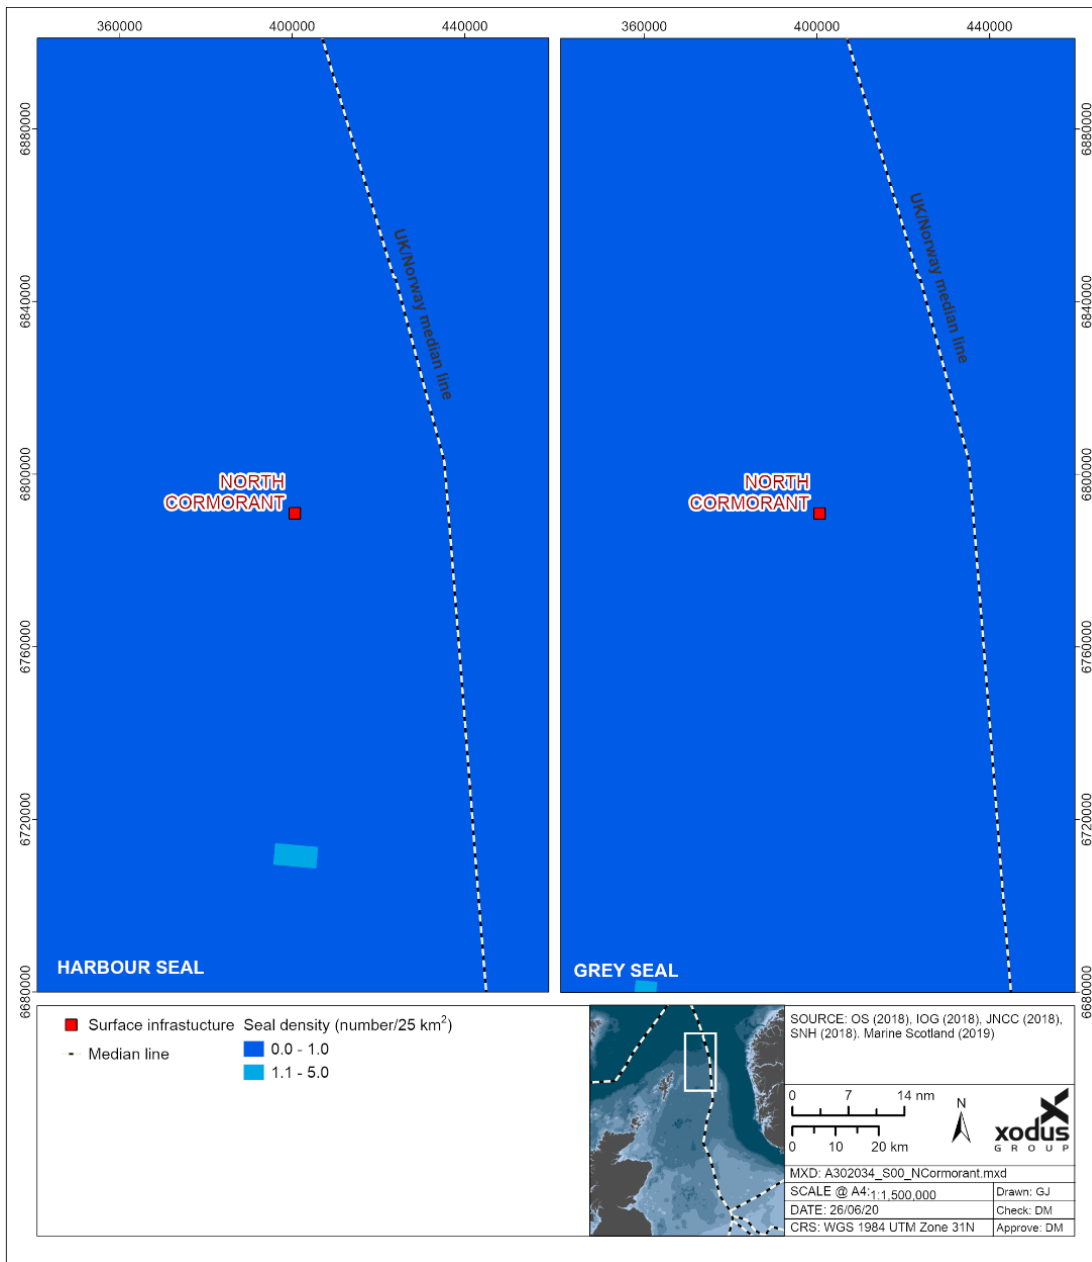 360000
400000
440000
360000
400000
440000
6880000
6840000
6800000
6760000
6720000
6680000
UK/Norway median line
NORTH
CORMORANT
HARBOUR SEAL
UK/Norway median line
NORTH
CORMORANT
GREY SEAL
6880000
6840000
6800000
6760000
6720000
6680000
Surface infrastucture
Median line
Seal density (number/25 km²)
0.0 - 1.0
1.1 - 5.0
SOURCE: OS (2018), IOG (2018), JNCC (2018),
SNH (2018). Marine Scotland (2019)
0 7 14 nm
0 10 20 km
N
xodus
GROUP
MXD: A302034_S00_NCormorant.mxd
SCALE @ A4:1:1,500,000
Drawn: GJ
DATE: 26/06/20
Check: DM
CRS: WGS 1984 UTM Zone 31N
Approve: DM